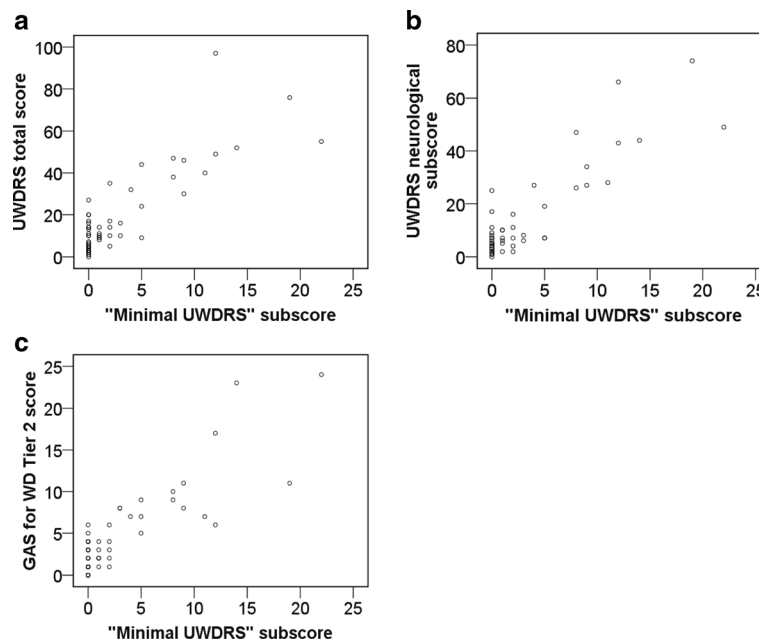 a
UWDRS total score
100
80
60
40
20
0
0 5 10 15 20 25
"Minimal UWDRS" subscore
b
UWDRS neurological
subscore
80
60
40
20
0
0 5 10 15 20 25
"Minimal UWDRS" subscore
c
GAS for WD Tier 2 score
25
20
15
10
5
0
0 5 10 15 20 25
"Minimal UWDRS" subscore